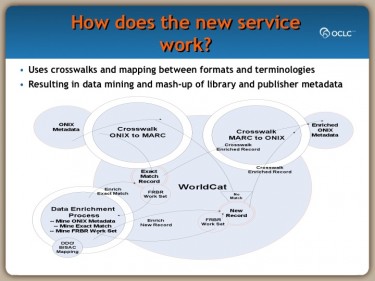 How does the new service
work?
OCLC
• Uses crosswalks and mapping between formats and terminologies
• Resulting in data mining and mash-up of library and publisher metadata
ONIX
Metadata
Crosswalk
ONIX to MARC
Crosswalk
MARC to ONIX
Enriched
ONIX
Metadata
Crosswalk
Enriched Record
Exact
Match
Record
Crosswalk
Enriched Record
Enrich
Exact Match
FRBR
Work Set
WorldCat
No
Match
Data Enrichment
Process
-- Mine ONIX Metadata
-- Mine Exact Match
-- Mine FRBR Work Set
Enrich
New Record
FRBR
Work Set
New
Record
DDC/
BISAC
Mapping